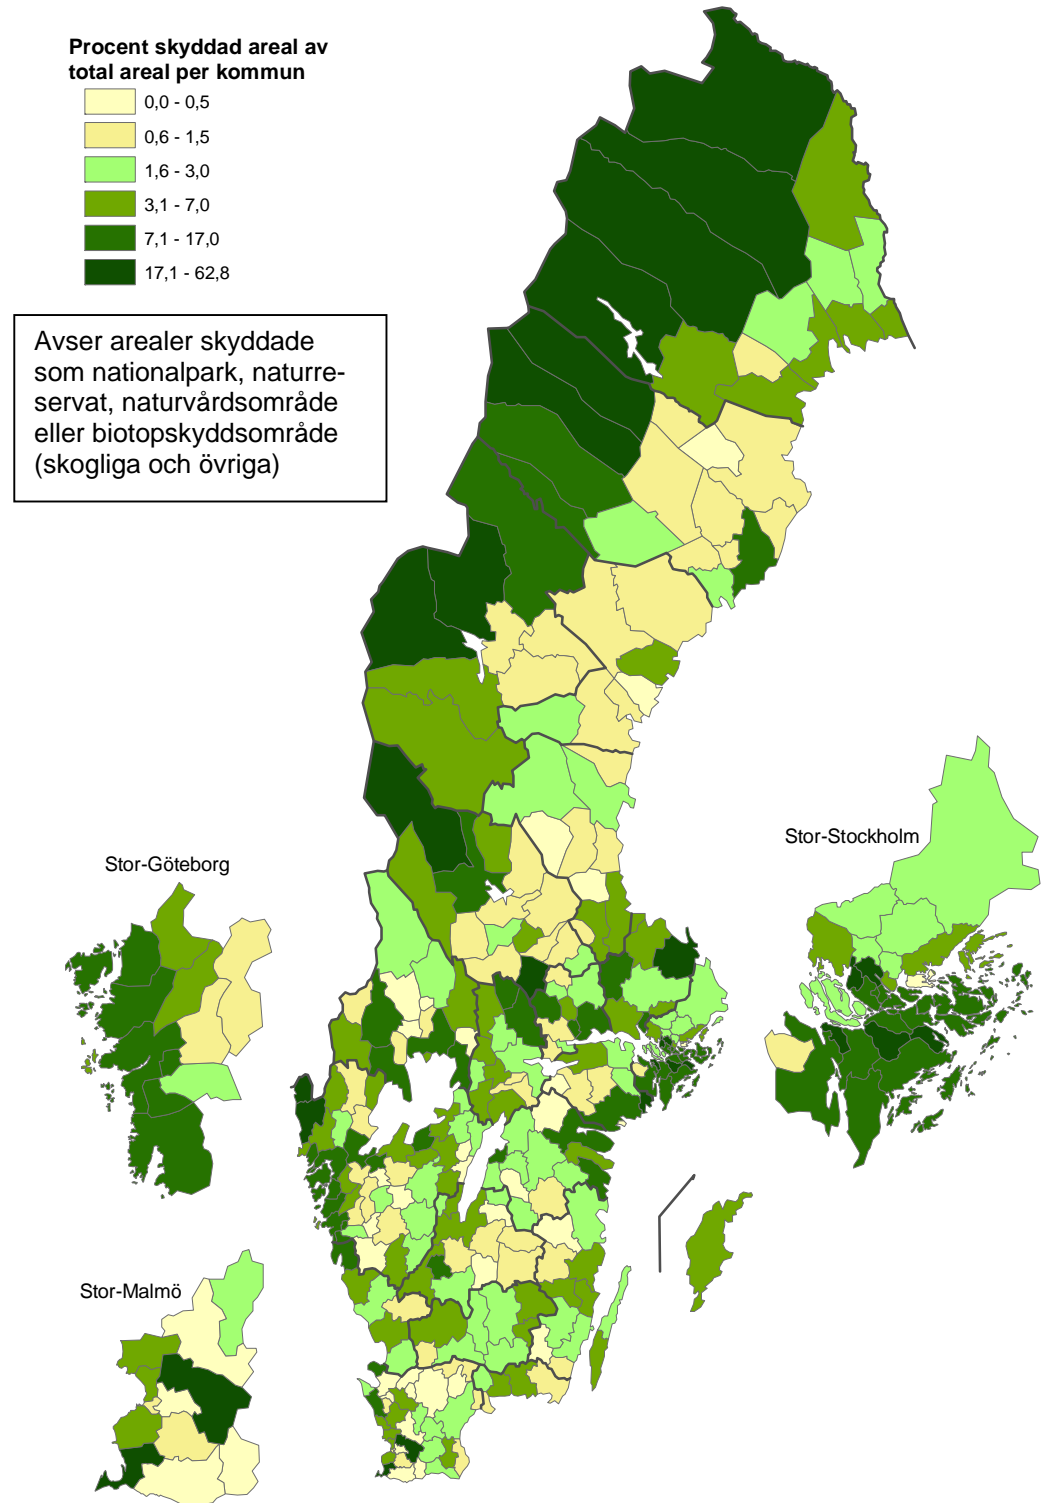 Procent skyddad areal av
total areal per kommun
0,0 - 0,5
0,6 - 1,5
1,6 - 3,0
3,1 - 7,0
7,1 - 17,0
17,1 - 62,8
Avser arealer skyddade
som nationalpark, naturre-
servat, naturvårdsområde
eller biotopskyddsområde
(skogliga och övriga)
Stor-Stockholm
Stor-Göteborg
Stor-Malmö